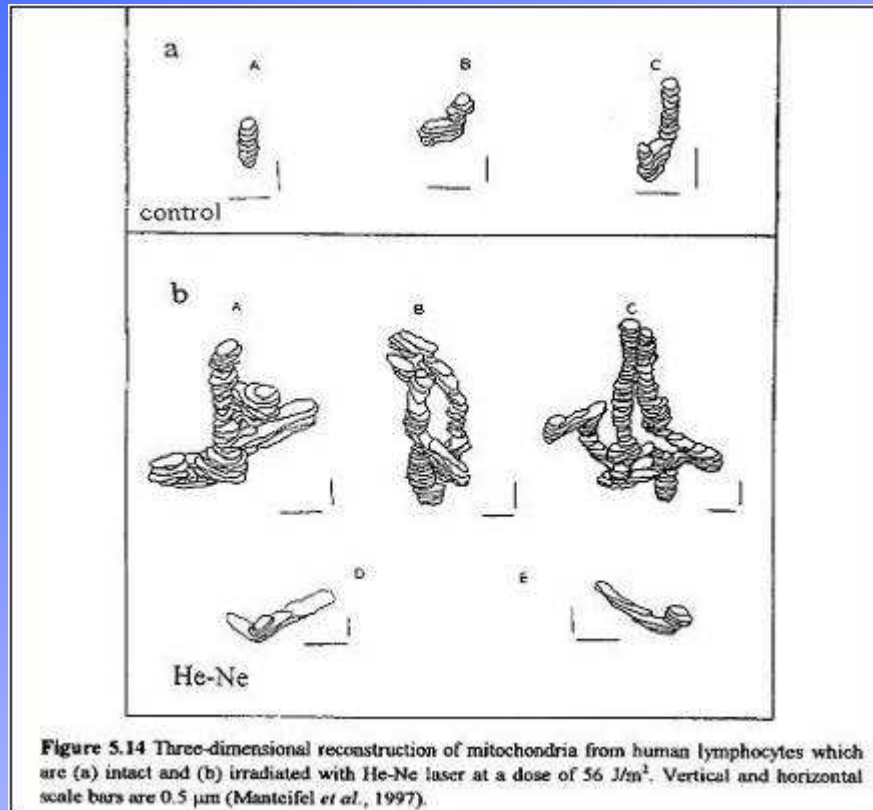 a
A B C
control
b
A B C
D E
He-Ne
Figure 5.14 Three-dimensional reconstruction of mitochondria from human lymphocytes which
are (a) intact and (b) irradiated with He-Ne laser at a dose of 56 J/m². Vertical and horizontal
scale bars are 0.5 µm (Manteifel et al., 1997).